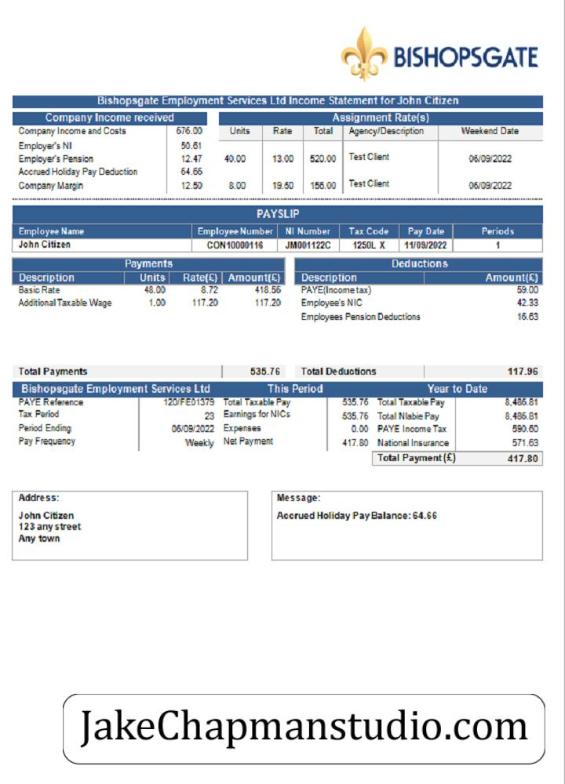 BISHOPSGATE
Bishopsgate Employment Services Ltd Income Statement for John Citizen
Company Income received Assignment Rate(s)
Company Income and Costs 676.00 Units Rate Total Agency/Description Weekend Date
Employer's NI 50.61
Employer's Pension 12.47 40.00 13.00 520.00 Test Client 06/09/2022
Accrued Holiday Pay Deduction 64.66
Company Margin 12.50 8.00 19.50 156.00 Test Client 06/09/2022
PAYSLIP
Employee Name Employee Number NI Number Tax Code Pay Date Periods
John Citizen CON10000116 JM001122C 1250L X 11/09/2022 1
Payments Deductions
Description Units Rate(£) Amount(£) Description Amount(£)
Basic Rate 48.00 8.72 418.56 PAYE(Income tax) 59.00
Additional Taxable Wage 1.00 117.20 117.20 Employee's NIC 42.33
Employees Pension Deductions 16.63
Total Payments 535.76 Total Deductions 117.96
Bishopsgate Employment Services Ltd This Period Year to Date
PAYE Reference 120/FE01379 Total Taxable Pay 535.76 Total Taxable Pay 8,486.81
Tax Period 23 Earnings for NICs 535.76 Total Niable Pay 8,486.81
Period Ending 06/09/2022 Expenses 0.00 PAYE Income Tax 590.60
Pay Frequency Weekly Net Payment 417.80 National Insurance 571.63
Total Payment(£) 417.80
Address:
John Citizen
123 any street
Any town
Message:
Accrued Holiday Pay Balance: 64.66
JakeChapmanstudio.com